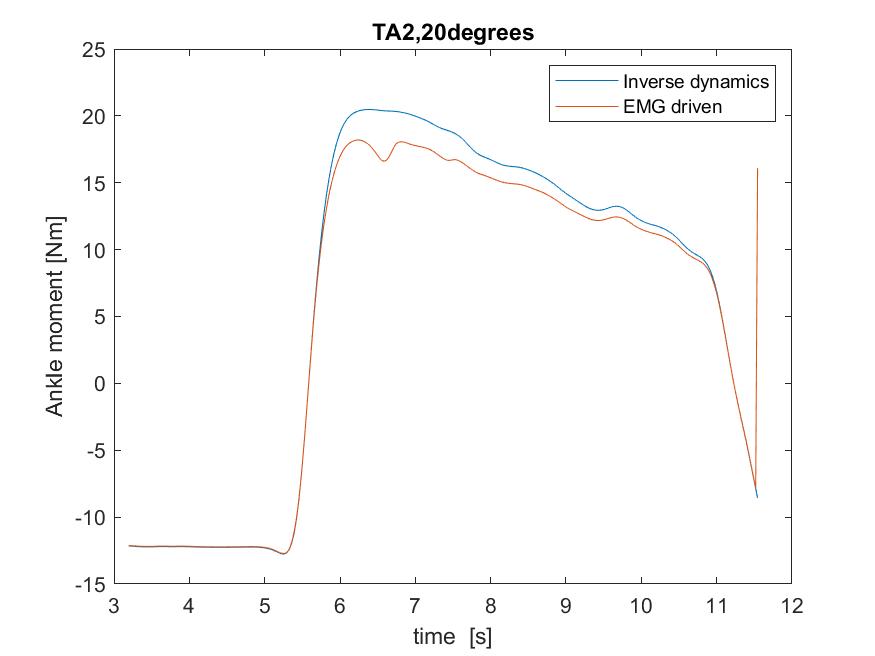 TA2,20degrees
Inverse dynamics
EMG driven
25
20
15
10
5
0
-5
-10
-15
Ankle moment [Nm]
3 4 5 6 7 8 9 10 11 12
time [s]